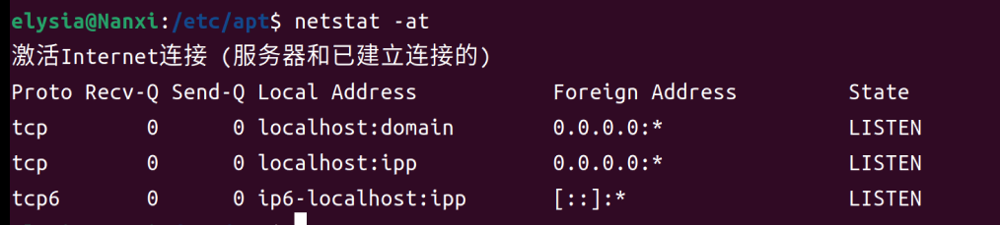 elysia@Nanxi:/etc/apt$ netstat -at
激活Internet连接 (服务器和已建立连接的)
Proto Recv-Q Send-Q Local Address           Foreign Address         State
tcp        0      0 localhost:domain        0.0.0.0:*               LISTEN
tcp        0      0 localhost:ipp           0.0.0.0:*               LISTEN
tcp6       0      0 ip6-localhost:ipp       [::]:*                  LISTEN